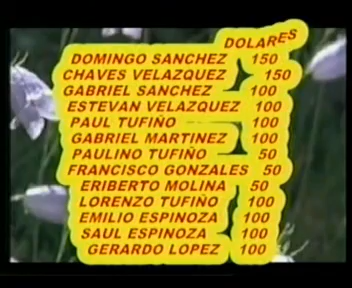 DOLARES
DOMINGO SANCHEZ 150
CHAVES VELAZQUEZ 150
GABRIEL SANCHEZ 100
ESTEVAN VELAZQUEZ 100
PAUL TUFIÑO 100
GABRIEL MARTINEZ 100
PAULINO TUFIÑO 50
FRANCISCO GONZALES 50
ERIBERTO MOLINA 50
LORENZO TUFIÑO 100
EMILIO ESPINOZA 100
SAUL ESPINOZA 100
GERARDO LOPEZ 100